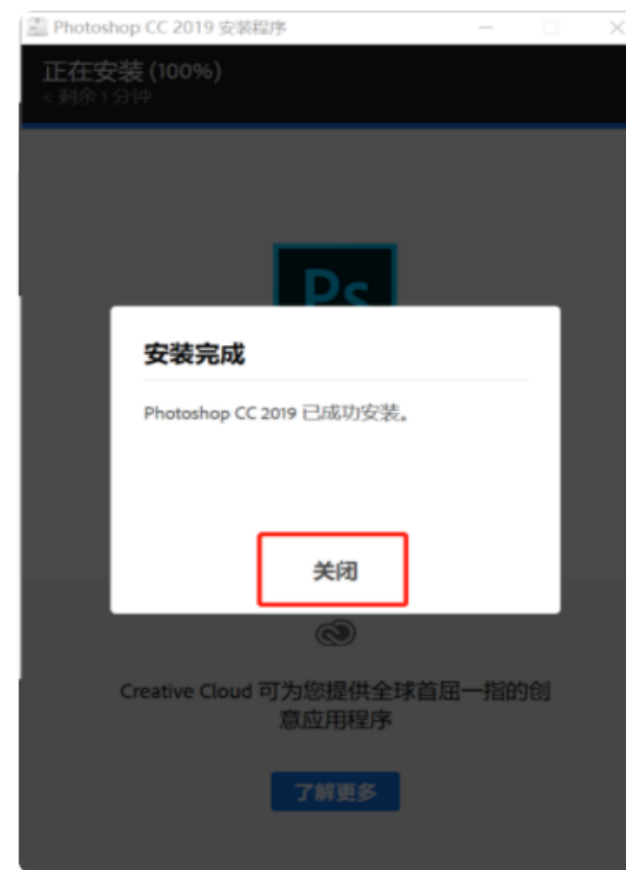 Photoshop CC 2019 安装程序
正在安装 (100%)
< 剩余 1 分钟
Ps
安装完成
Photoshop CC 2019 已成功安装。
关闭
Creative Cloud 可为您提供全球首屈一指的创
意应用程序
了解更多